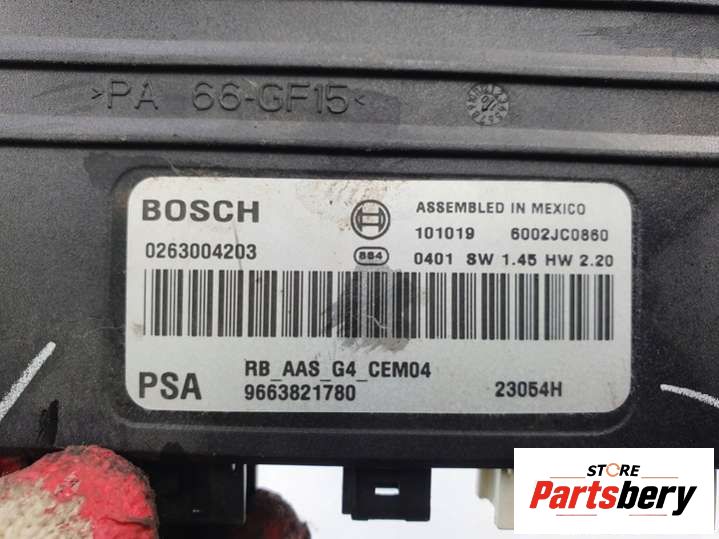 >PA 66-GF15<
BOSCH
ASSEMBLED IN MEXICO
101019 6002JC0860
0263004203
884
0401 SW 1.45 HW 2.20
RB_AAS_G4_CEM04
PSA
9663821780
23054H
STORE
Partsbery